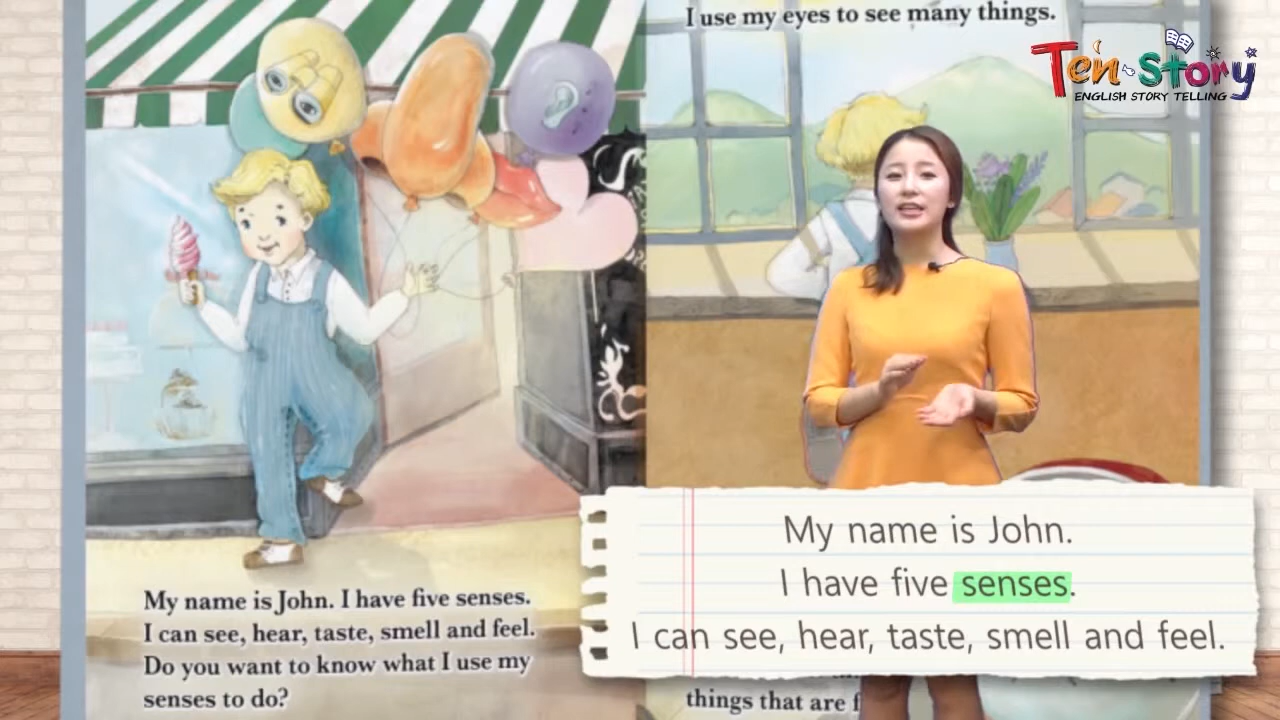 My name is John. I have five senses.
I can see, hear, taste, smell and feel.
Do you want to know what I use my
senses to do?
I use my eyes to see many things.
things that are
Ten Story
ENGLISH STORY TELLING
My name is John.
I have five senses.
I can see, hear, taste, smell and feel.